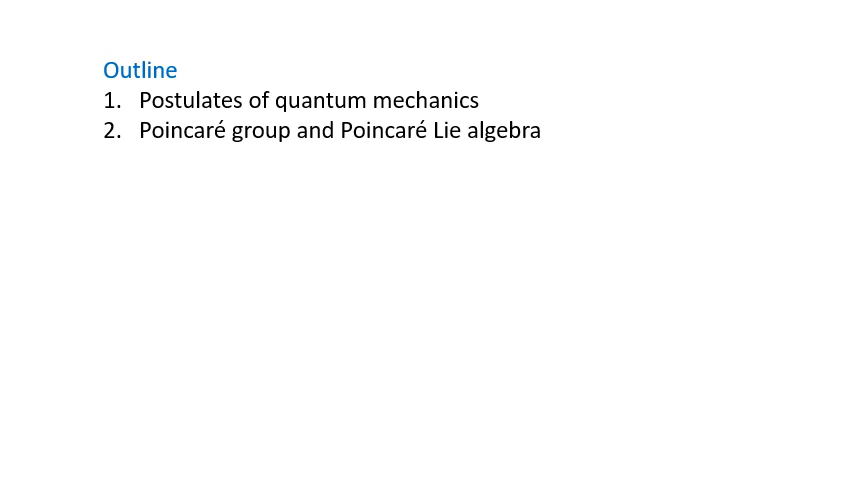 Outline
1. Postulates of quantum mechanics
2. Poincaré group and Poincaré Lie algebra